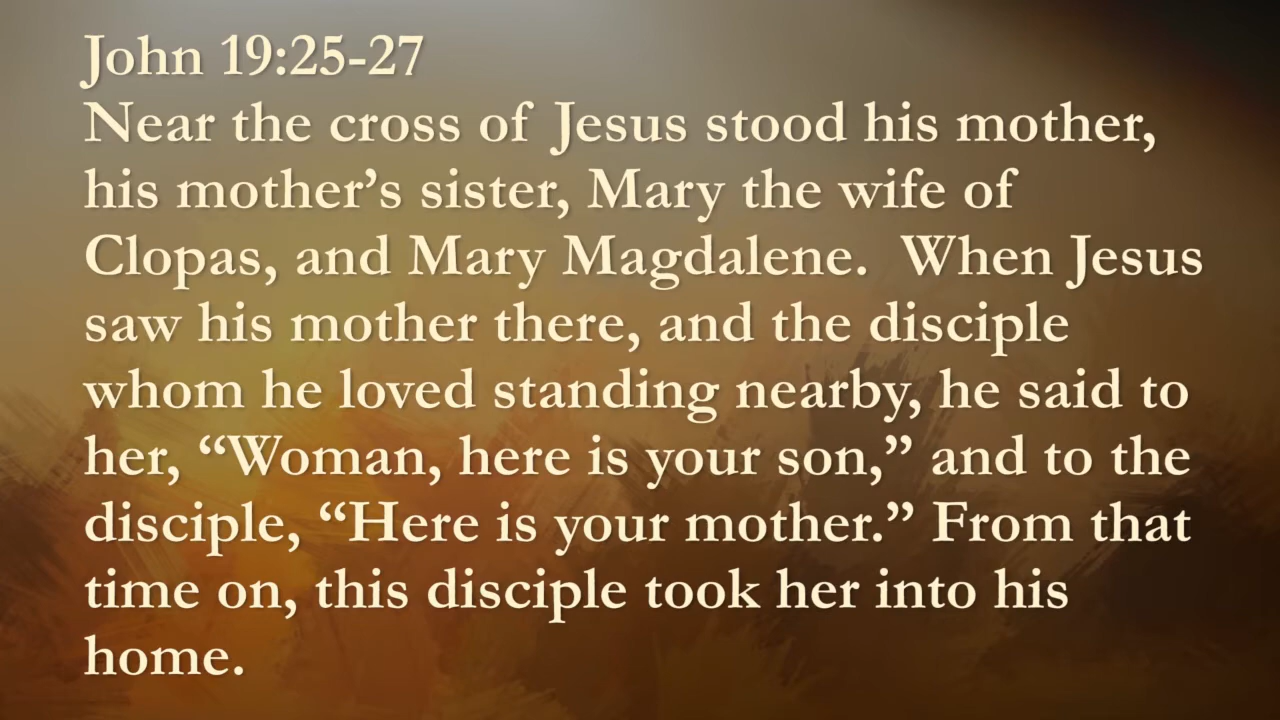 John 19:25-27
Near the cross of Jesus stood his mother,
his mother’s sister, Mary the wife of
Clopas, and Mary Magdalene.  When Jesus
saw his mother there, and the disciple
whom he loved standing nearby, he said to
her, “Woman, here is your son,” and to the
disciple, “Here is your mother.” From that
time on, this disciple took her into his
home.